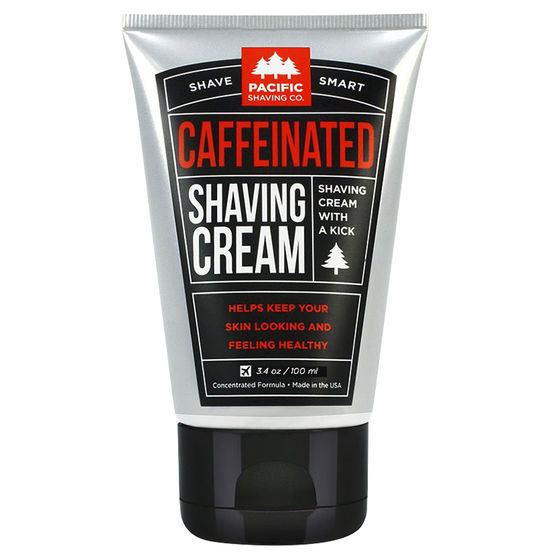 SHAVE SMART
PACIFIC
SHAVING CO.
CAFFEINATED
SHAVING
CREAM
SHAVING
CREAM
WITH
A KICK
HELPS KEEP YOUR
SKIN LOOKING AND
FEELING HEALTHY
3.4 oz / 100 ml
Concentrated Formula • Made in the USA